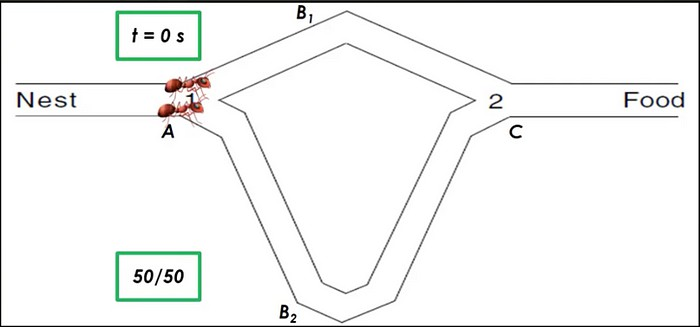 B₁
t = 0 s
Nest
1
2
Food
A
C
50/50
B₂